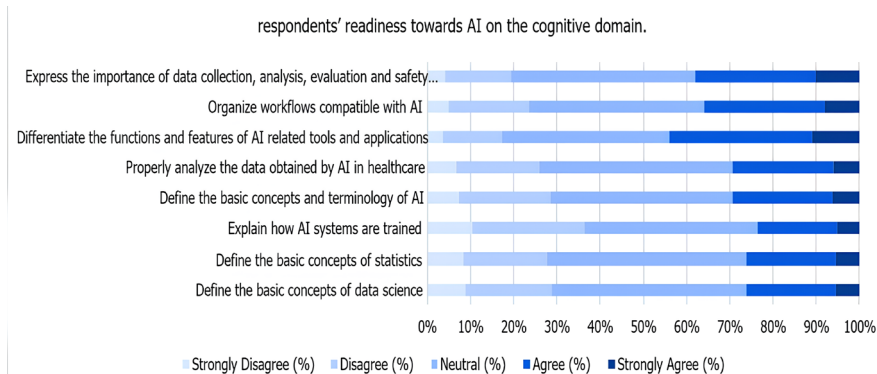 respondents’ readiness towards AI on the cognitive domain.
Express the importance of data collection, analysis, evaluation and safety...
Organize workflows compatible with AI
Differentiate the functions and features of AI related tools and applications
Properly analyze the data obtained by AI in healthcare
Define the basic concepts and terminology of AI
Explain how AI systems are trained
Define the basic concepts of statistics
Define the basic concepts of data science
0% 10% 20% 30% 40% 50% 60% 70% 80% 90% 100%
Strongly Disagree (%) Disagree (%) Neutral (%) Agree (%) Strongly Agree (%)